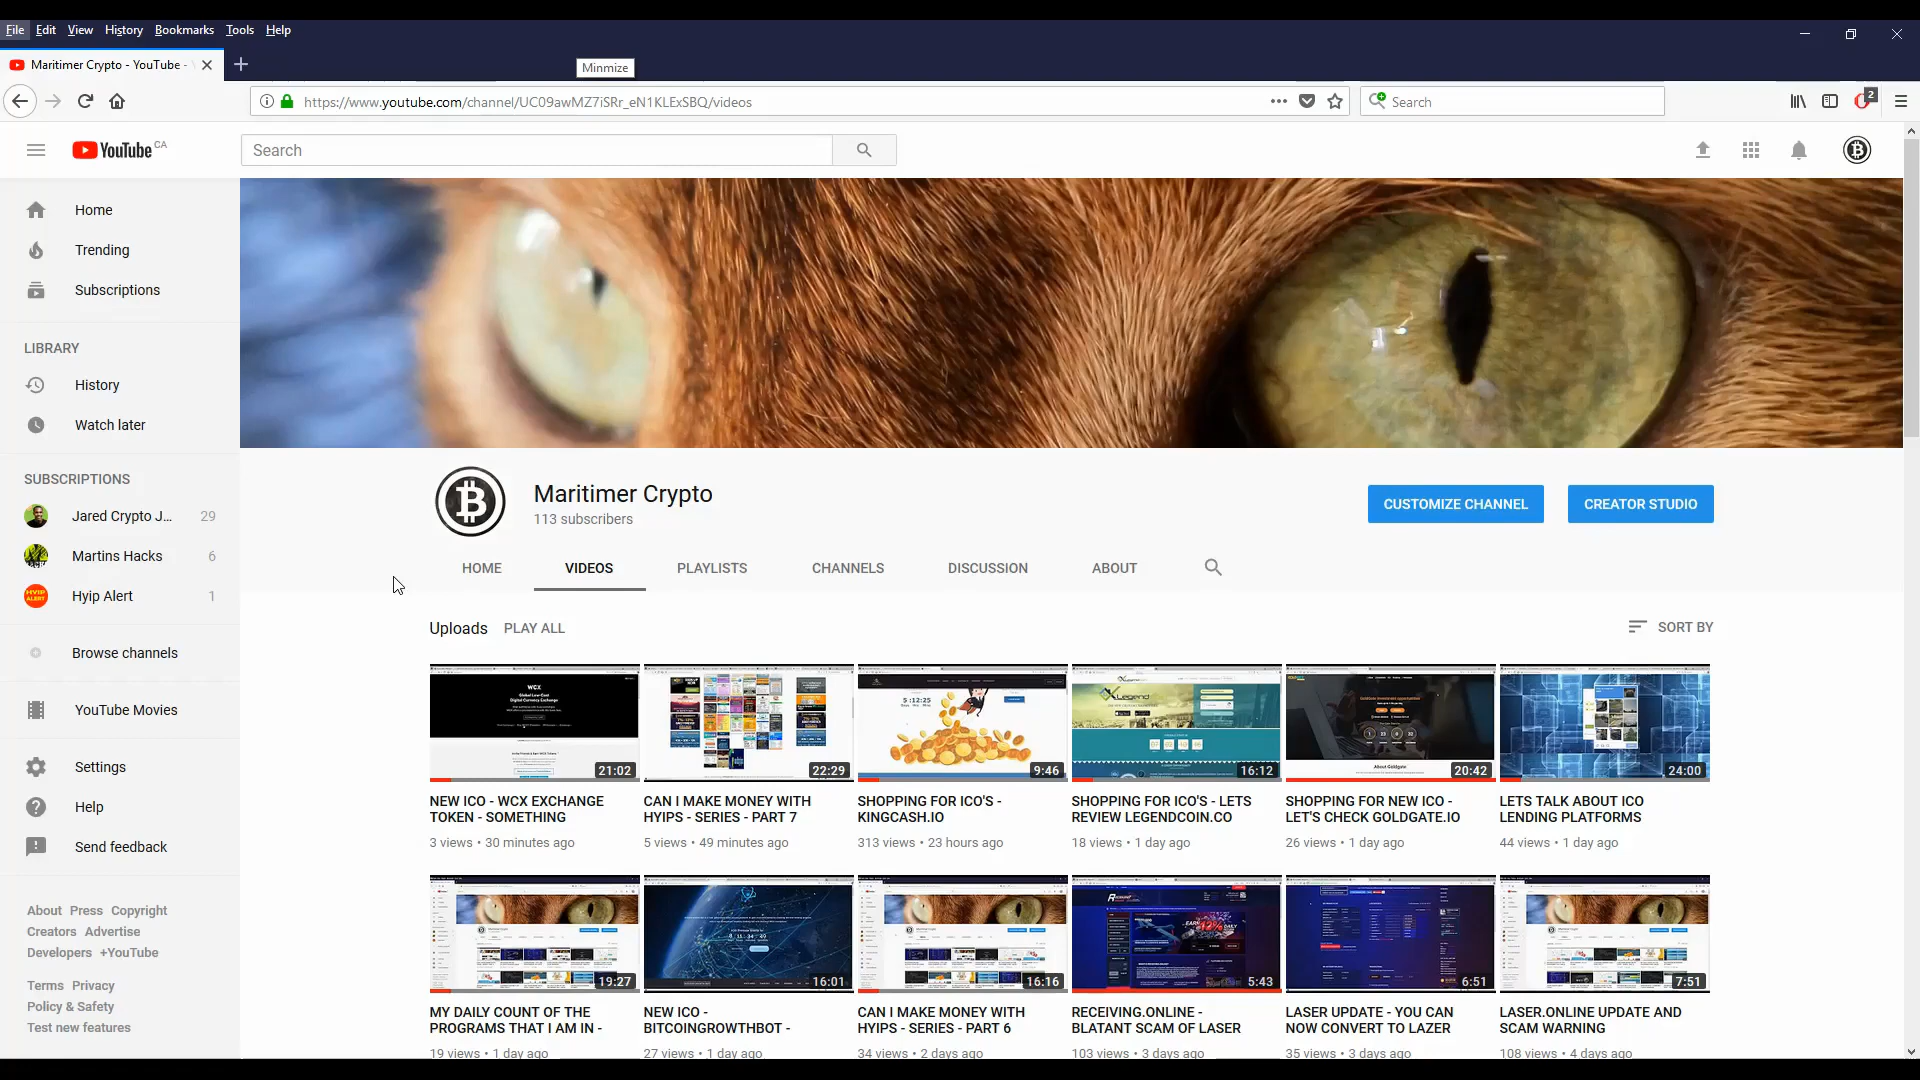 File Edit View History Bookmarks Tools Help
Maritimer Crypto - YouTube -
Minmize
https://www.youtube.com/channel/UC09awMZ7iSRr_eN1KLExSBQ/videos
Search
2
YouTube CA
Search
Home
Trending
Subscriptions
LIBRARY
History
Watch later
SUBSCRIPTIONS
Jared Crypto J... 29
Martins Hacks 6
Hyip Alert 1
Browse channels
YouTube Movies
Settings
Help
Send feedback
About Press Copyright
Creators Advertise
Developers +YouTube
Terms Privacy
Policy & Safety
Test new features
Maritimer Crypto
113 subscribers
CUSTOMIZE CHANNEL
CREATOR STUDIO
HOME VIDEOS PLAYLISTS CHANNELS DISCUSSION ABOUT
Uploads PLAY ALL
SORT BY
WCX
21:02
NEW ICO - WCX EXCHANGE
TOKEN - SOMETHING
3 views • 30 minutes ago
22:29
CAN I MAKE MONEY WITH
HYIPS - SERIES - PART 7
5 views • 49 minutes ago
5:12:25
9:46
SHOPPING FOR ICO'S -
KINGCASH.IO
313 views • 23 hours ago
Legend
16:12
SHOPPING FOR ICO'S - LETS
REVIEW LEGENDCOIN.CO
18 views • 1 day ago
About Goldgate
20:42
SHOPPING FOR NEW ICO -
LET'S CHECK GOLDGATE.IO
26 views • 1 day ago
24:00
LETS TALK ABOUT ICO
LENDING PLATFORMS
44 views • 1 day ago
19:27
MY DAILY COUNT OF THE
PROGRAMS THAT I AM IN -
19 views • 1 day ago
16:01
NEW ICO -
BITCOINGROWTHBOT -
27 views • 1 day ago
16:16
CAN I MAKE MONEY WITH
HYIPS - SERIES - PART 6
34 views • 2 days ago
5:43
RECEIVING.ONLINE -
BLATANT SCAM OF LASER
103 views • 3 days ago
6:51
LASER UPDATE - YOU CAN
NOW CONVERT TO LAZER
35 views • 3 days ago
7:51
LASER.ONLINE UPDATE AND
SCAM WARNING
108 views • 4 days ago